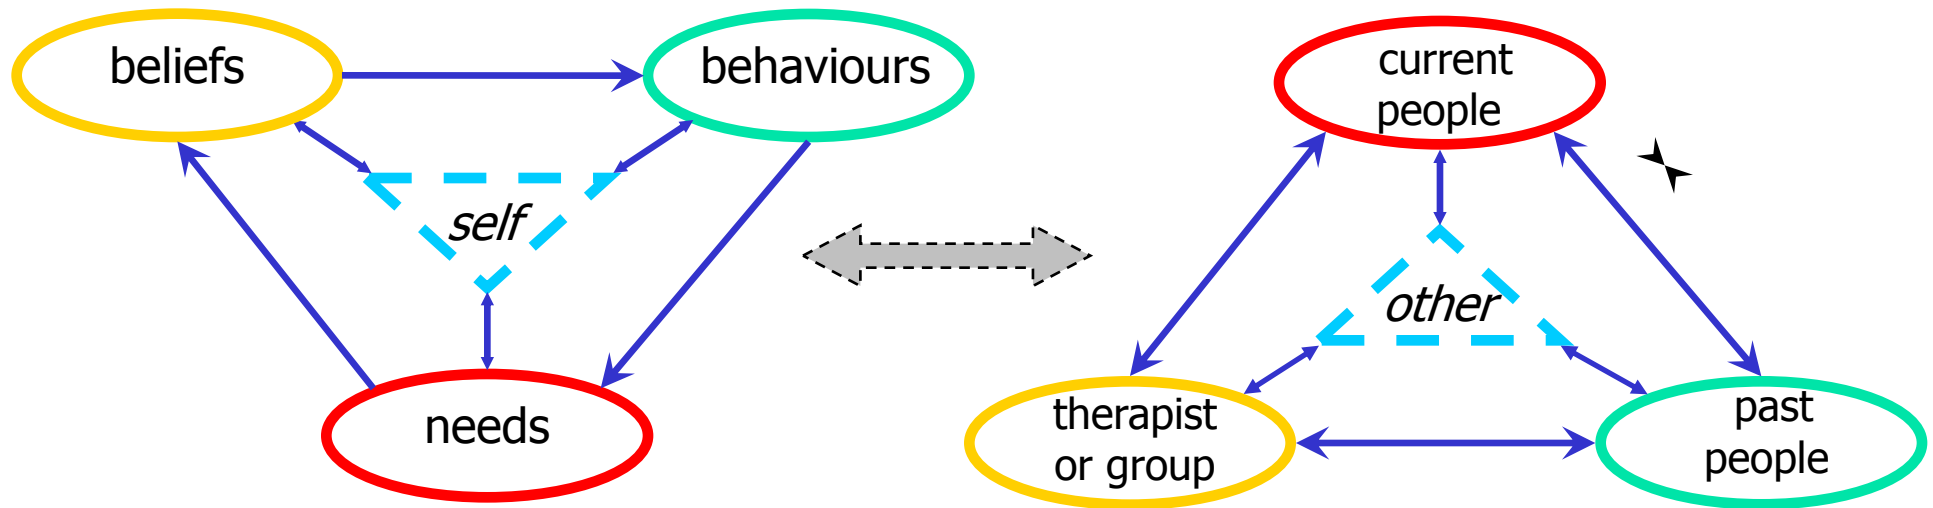 beliefs
behaviours
self
needs
current
people
other
therapist
or group
past
people